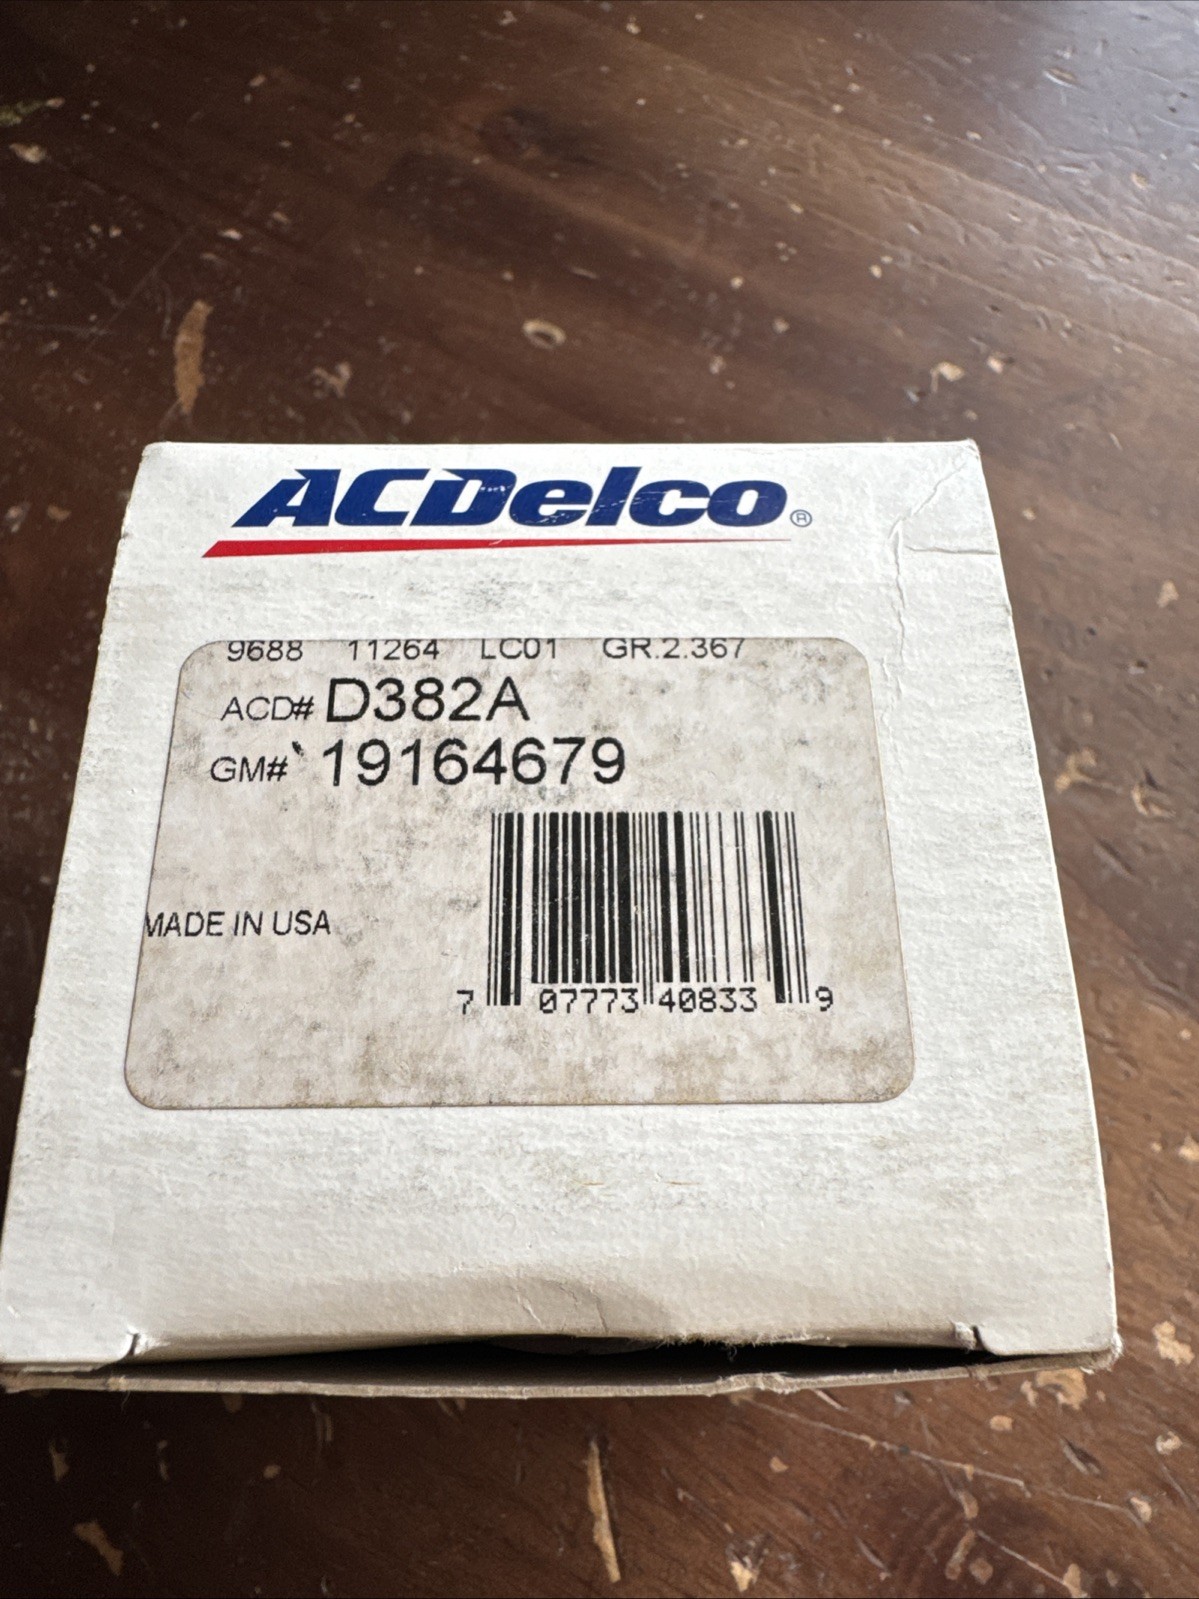 ACDelco®
9688 11264 LC01 GR.2.367
ACD# D382A
GM# 19164679
MADE IN USA
7 07773 40833 9